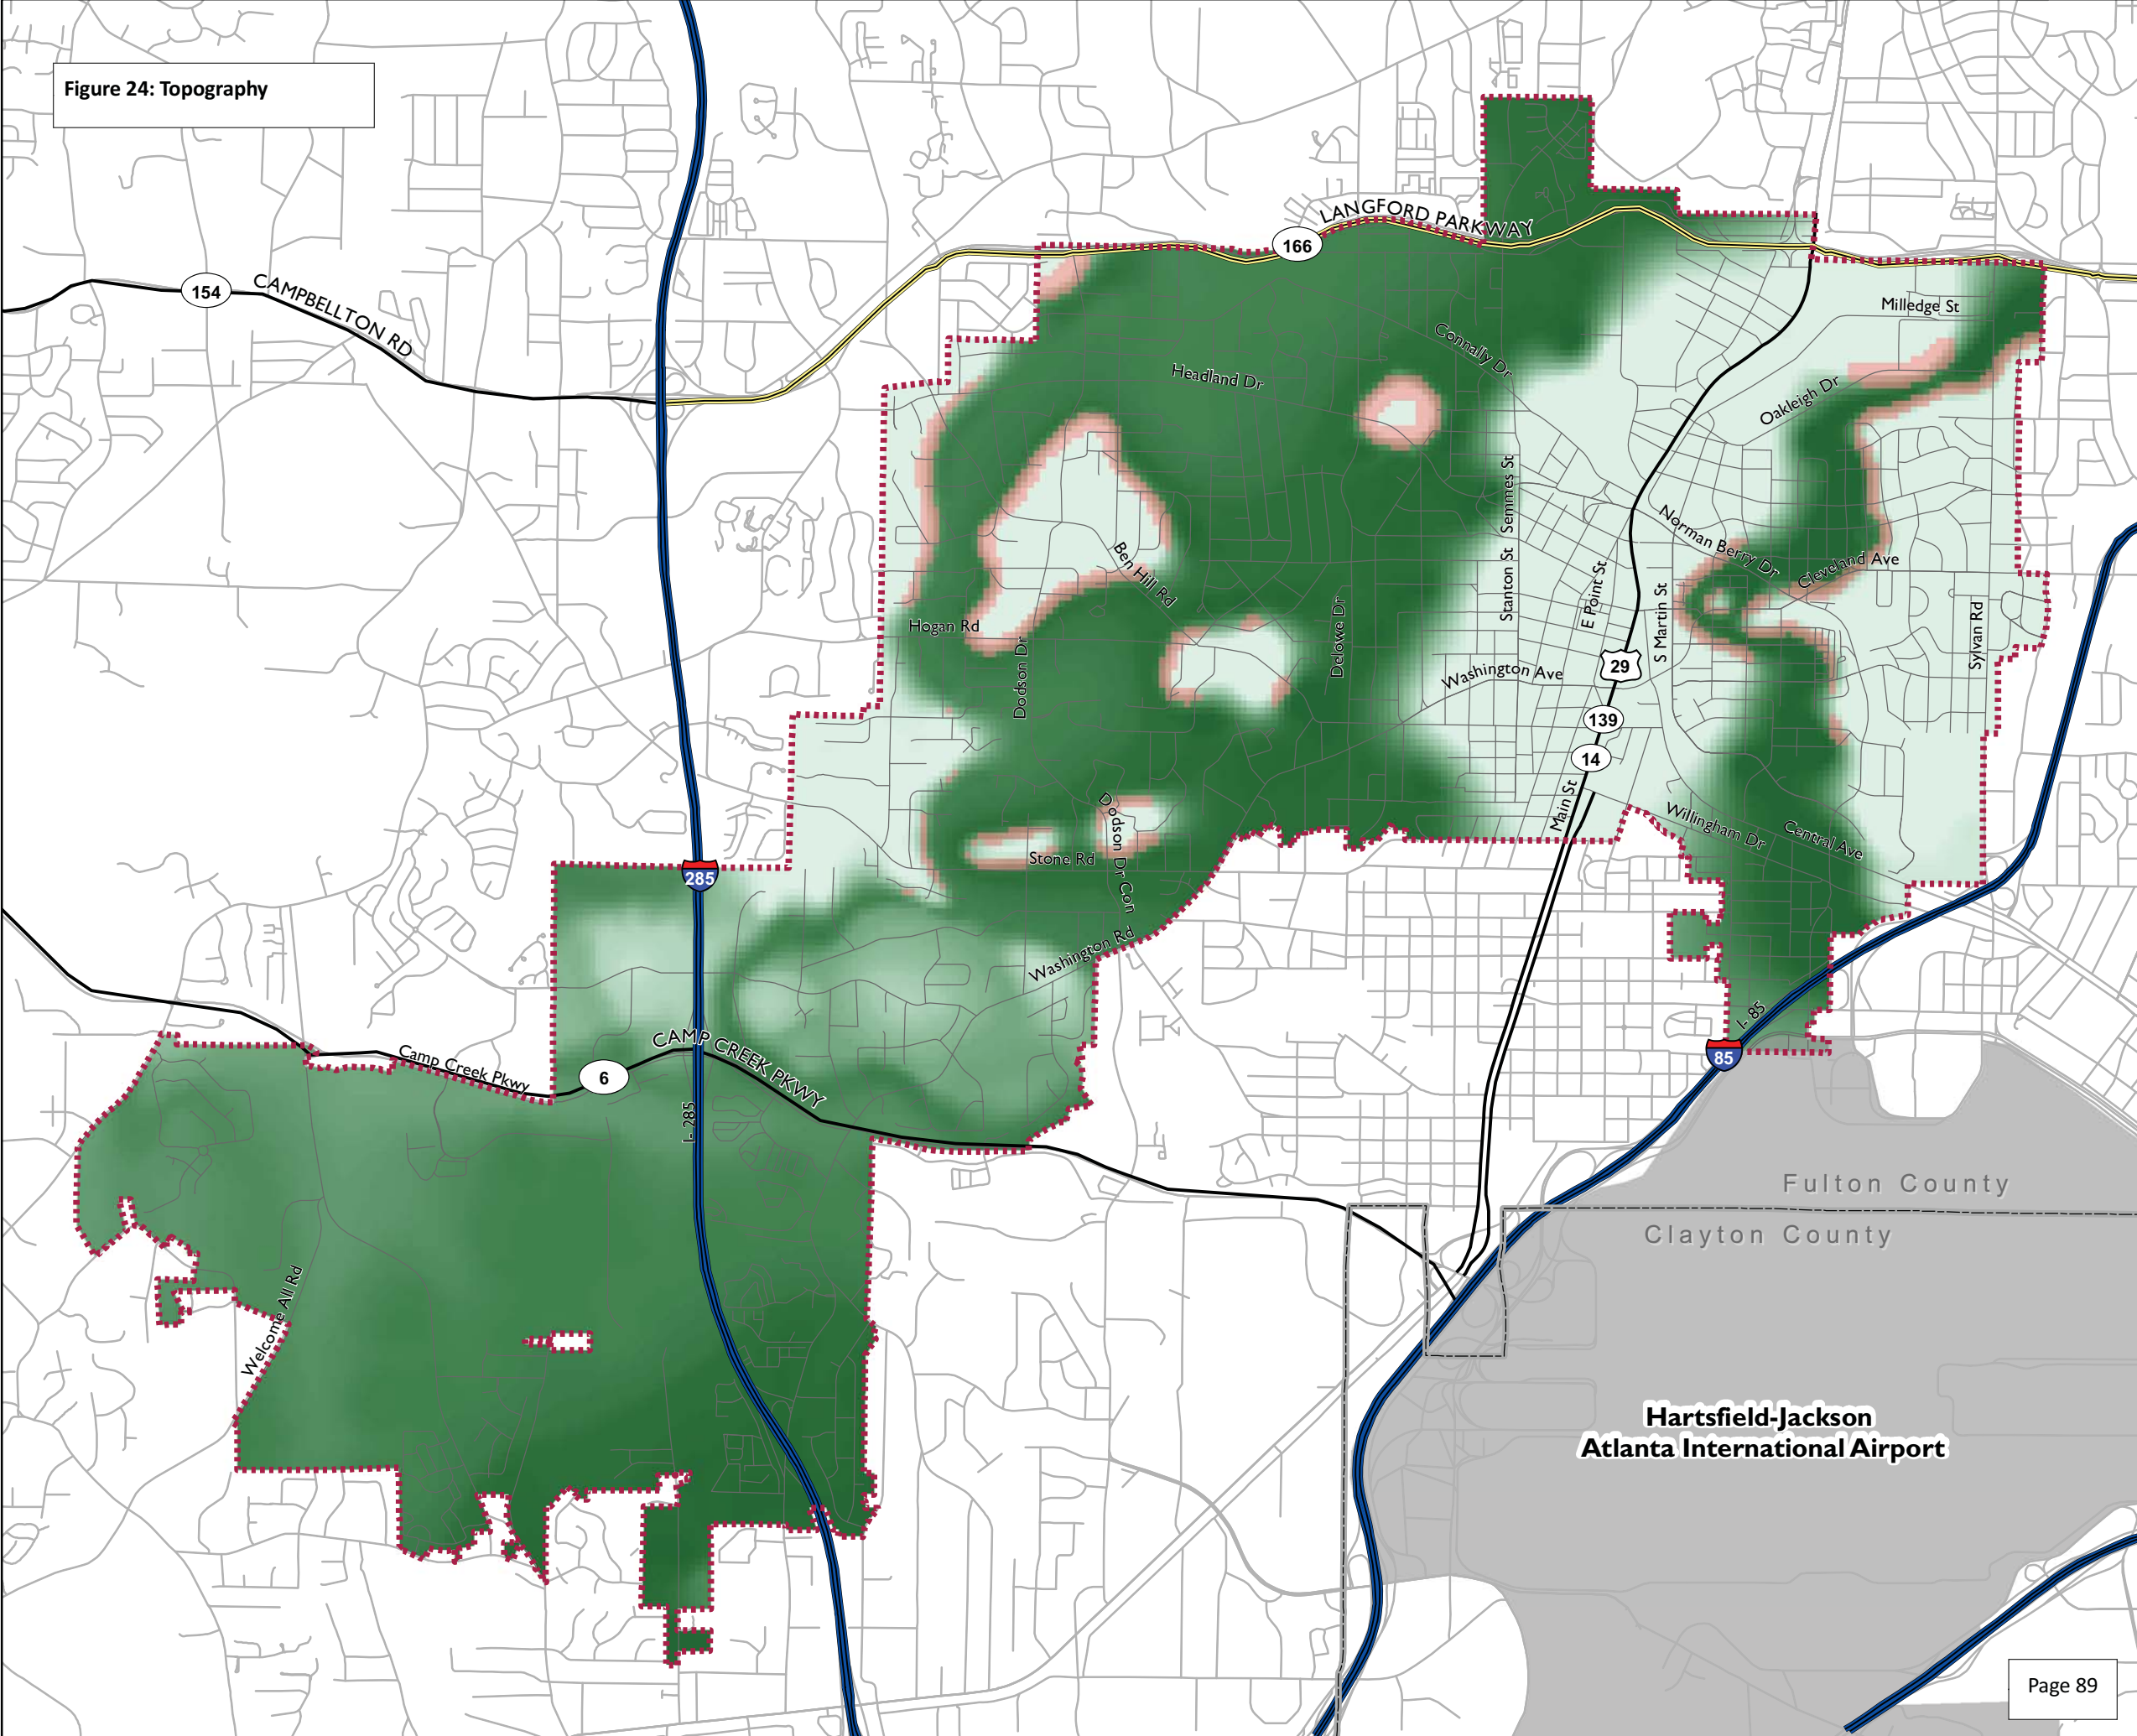 Figure 24: Topography
LANGFORD PARKWAY
166
154
CAMPBELLTON RD
Milledge St
Connally Dr
Headland Dr
Oakleigh Dr
Semmes St
Norman Berry Dr
Ben Hill Rd
Cleveland Ave
Stanton St
E Point St
S Martin St
Hogan Rd
Delowe Dr
Sylvan Rd
Dodson Dr
29
Washington Ave
139
14
Main St
Dodson Dr Con
Willingham Dr
Central Ave
Stone Rd
285
Washington Rd
I- 85
85
CAMP CREEK PKWY
Camp Creek Pkwy
6
I- 285
Fulton County
Clayton County
Welcome All Rd
Hartsfield-Jackson
Atlanta International Airport
Page 89